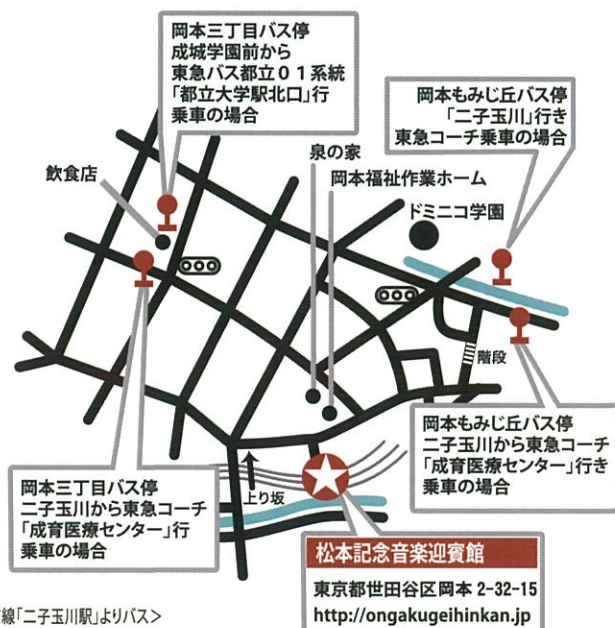 岡本三丁目バス停
成城学園前から
東急バス都立01系統
「都立大学駅北口」行
乗車の場合
岡本もみじ丘バス停
「二子玉川」行き
東急コーチ乗車の場合
泉の家
岡本福祉作業ホーム
飲食店
ドミニコ学園
階段
岡本もみじ丘バス停
二子玉川から東急コーチ
「成育医療センター」行き
乗車の場合
岡本三丁目バス停
二子玉川から東急コーチ
「成育医療センター」行
乗車の場合
上り坂
松本記念音楽迎賓館
東京都世田谷区岡本 2-32-15
http://ongakugeihinkan.jp
線「二子玉川駅」よりバス＞